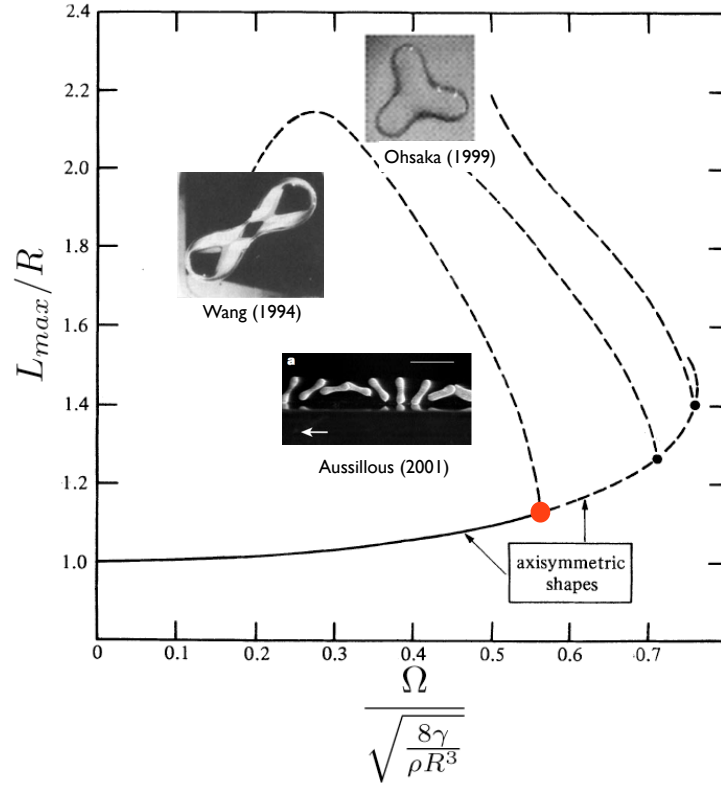 2.4
2.2
2.0
1.8
1.6
1.4
1.2
1.0
L_{max}/R
Ohsaka (1999)
Wang (1994)
a
Aussillous (2001)
axisymmetric
shapes
0 0.1 0.2 0.3 0.4 0.5 0.6 0.7
Ω
√
8γ
ρR³